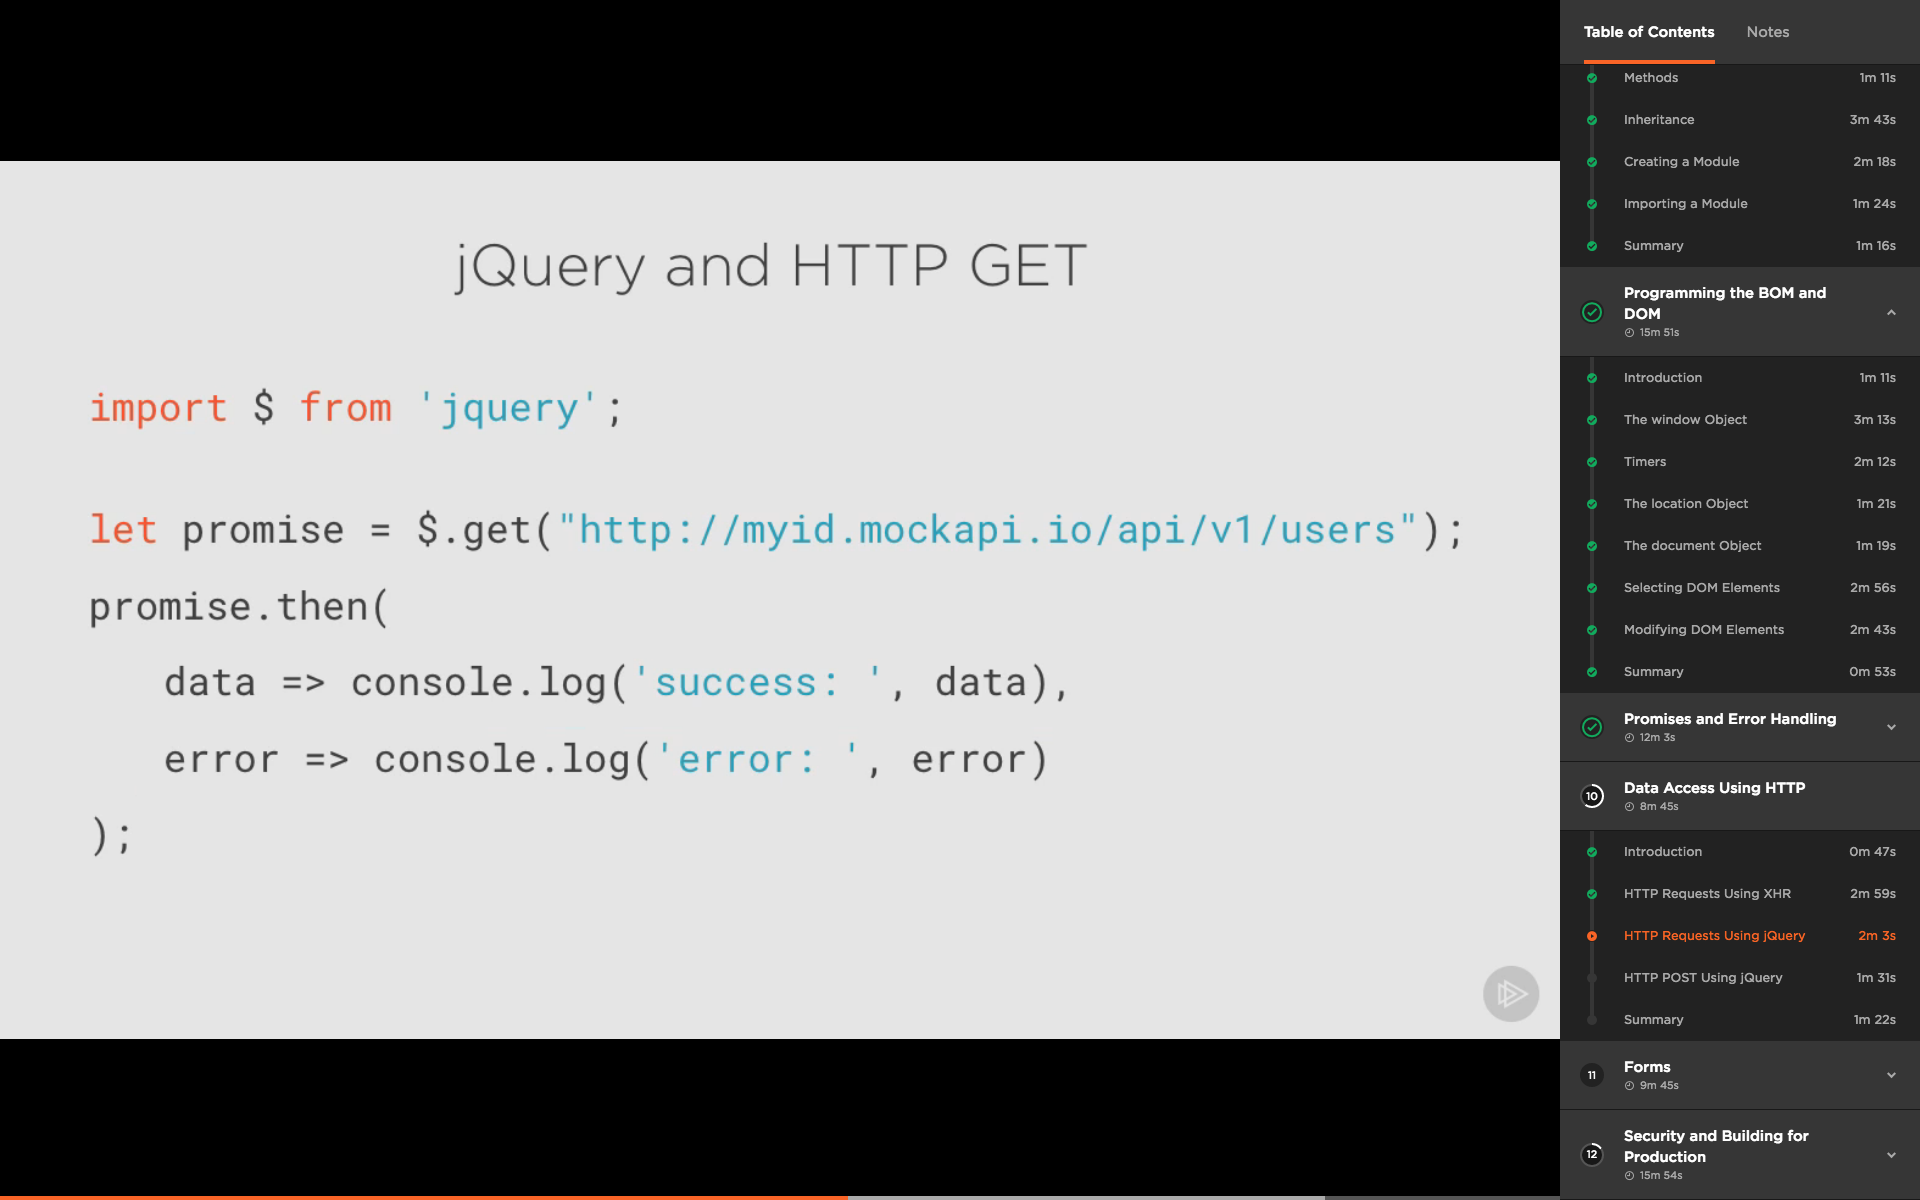 jQuery and HTTP GET
import $ from 'jquery';
let promise = $.get("http://myid.mockapi.io/api/v1/users");
promise.then(
data => console.log('success: ', data),
error => console.log('error: ', error)
);
Table of Contents Notes
Methods 1m 11s
Inheritance 3m 43s
Creating a Module 2m 18s
Importing a Module 1m 24s
Summary 1m 16s
Programming the BOM and
DOM
15m 51s
Introduction 1m 11s
The window Object 3m 13s
Timers 2m 12s
The location Object 1m 21s
The document Object 1m 19s
Selecting DOM Elements 2m 56s
Modifying DOM Elements 2m 43s
Summary 0m 53s
Promises and Error Handling
12m 3s
10 Data Access Using HTTP
8m 45s
Introduction 0m 47s
HTTP Requests Using XHR 2m 59s
HTTP Requests Using jQuery 2m 3s
HTTP POST Using jQuery 1m 31s
Summary 1m 22s
11 Forms
9m 45s
12 Security and Building for
Production
15m 54s